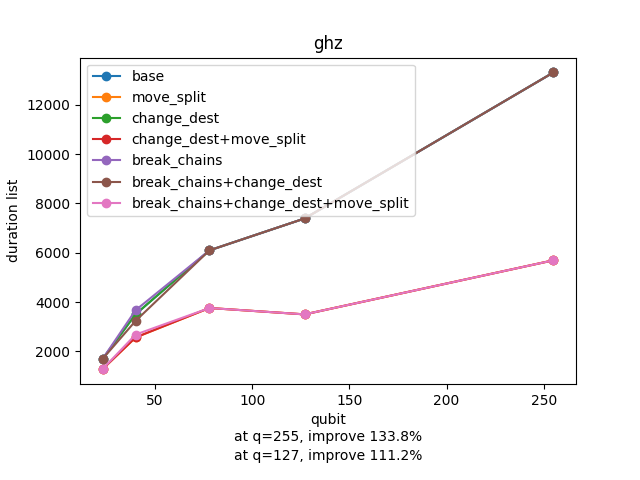 ghz
base
move_split
change_dest
change_dest+move_split
break_chains
break_chains+change_dest
break_chains+change_dest+move_split
duration list
12000
10000
8000
6000
4000
2000
50 100 150 200 250
qubit
at q=255, improve 133.8%
at q=127, improve 111.2%